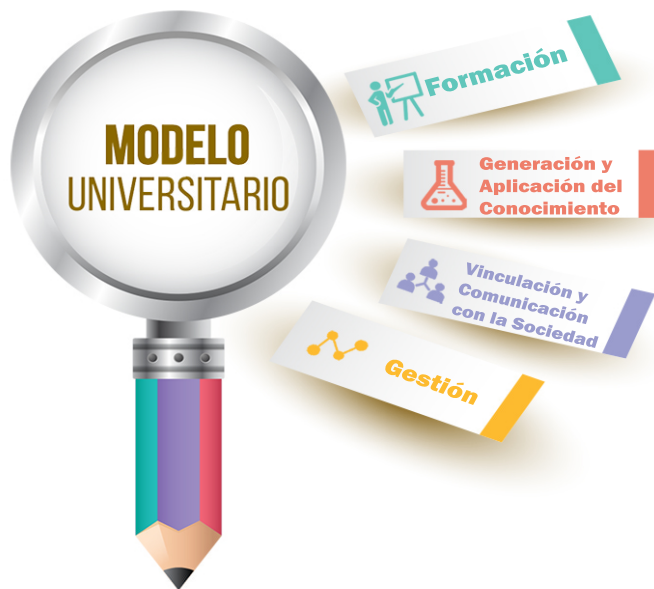 MODELO
UNIVERSITARIO
Formación
Generación y
Aplicación del
Conocimiento
Vinculación y
Comunicación
con la Sociedad
Gestión